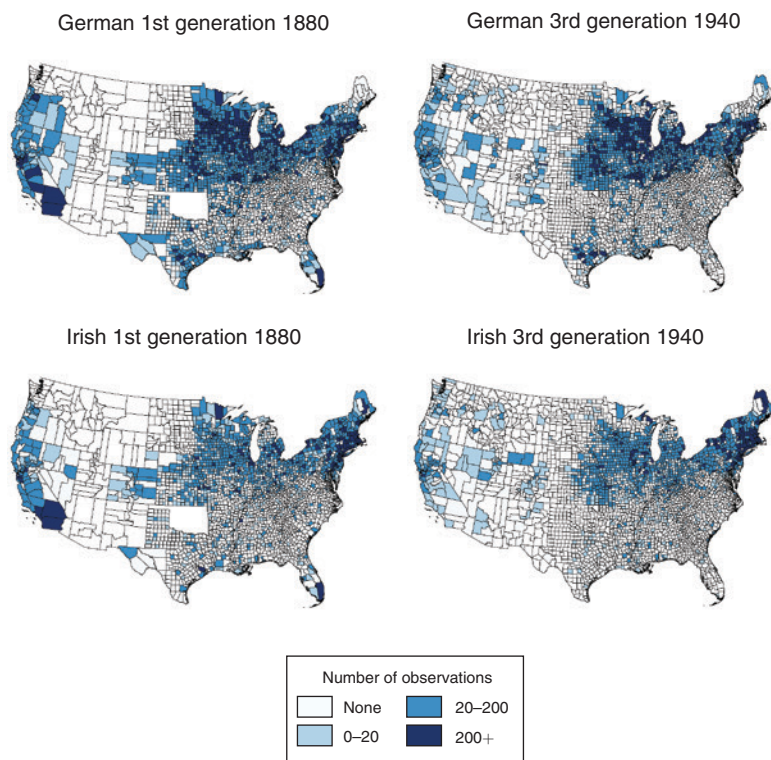 German 1st generation 1880
German 3rd generation 1940
Irish 1st generation 1880
Irish 3rd generation 1940
Number of observations
None
20–200
0–20
200+